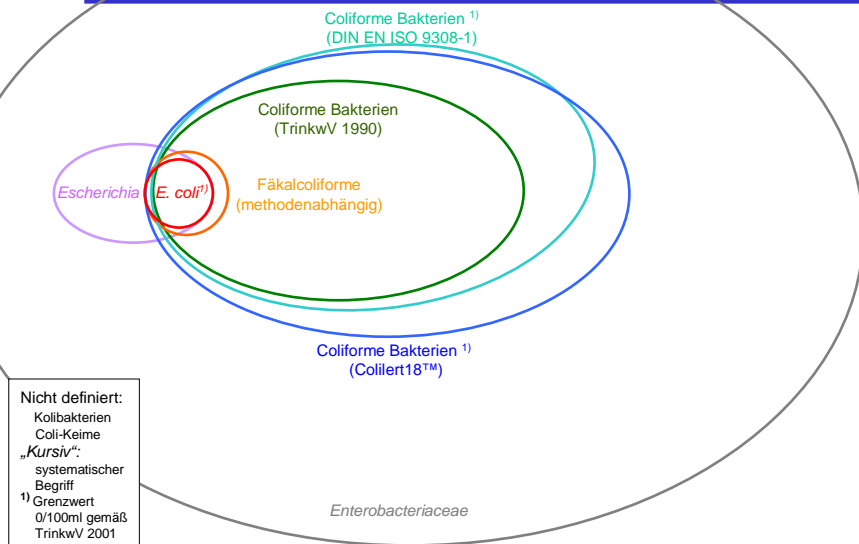 Coliforme Bakterien 1)
(DIN EN ISO 9308-1)
Coliforme Bakterien
(TrinkwV 1990)
Escherichia
E. coli1)
Fäkalcoliforme
(methodenabhängig)
Coliforme Bakterien 1)
(Colilert18™)
Nicht definiert:
Kolibakterien
Coli-Keime
„Kursiv“:
systematischer
Begriff
1) Grenzwert
0/100ml gemäß
TrinkwV 2001
Enterobacteriaceae